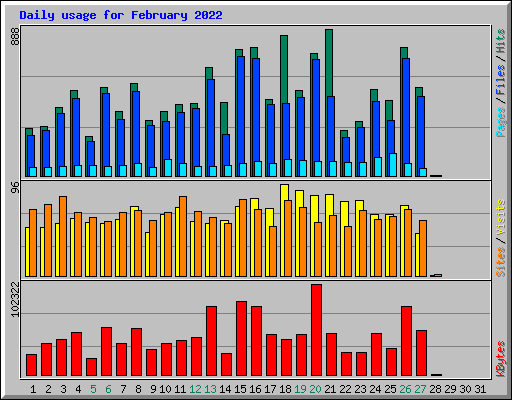 Daily usage for February 2022
888
Pages / Files / Hits
96
Sites / Visits
102322
KBytes
1 2 3 4 5 6 7 8 9 10 11 12 13 14 15 16 17 18 19 20 21 22 23 24 25 26 27 28 29 30 31